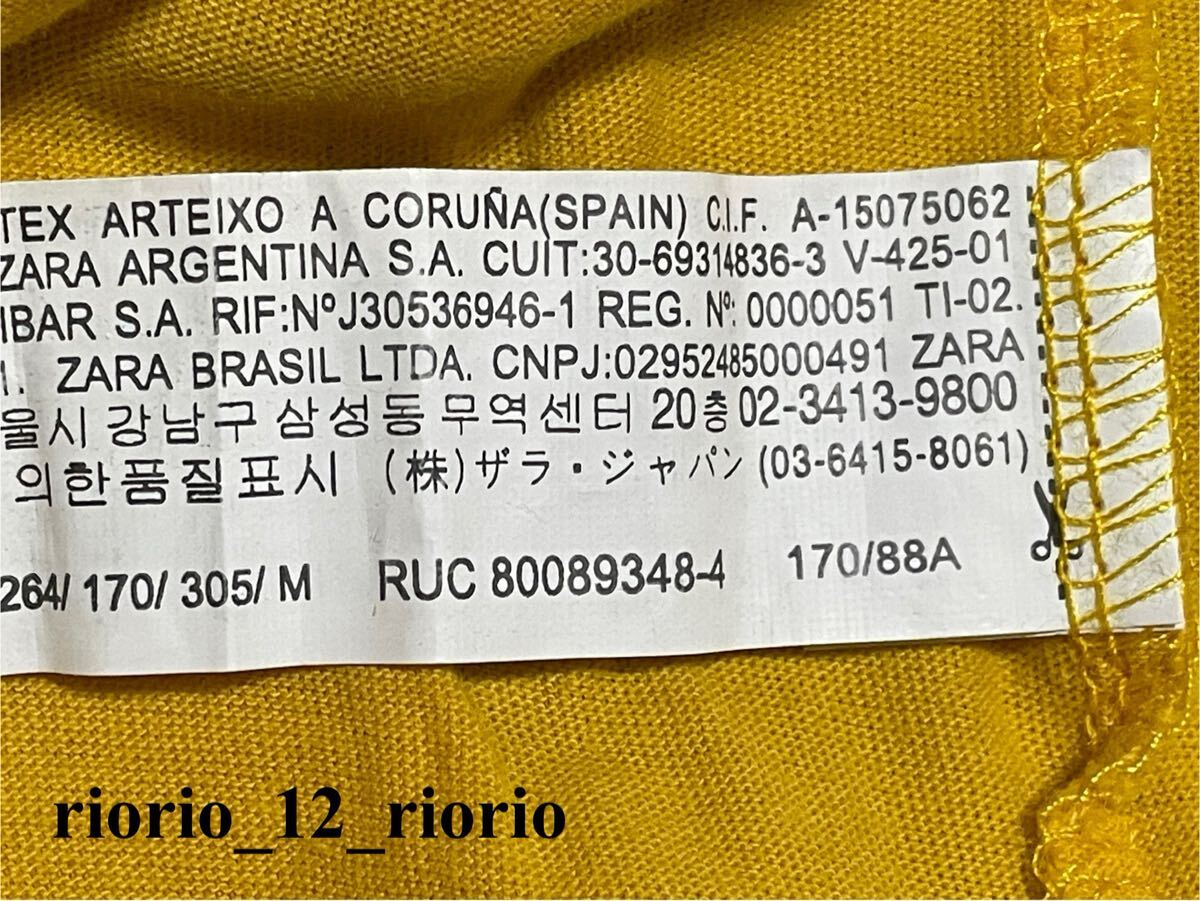 TEX ARTEIXO A CORUÑA(SPAIN) C.I.F. A-15075062
ZARA ARGENTINA S.A. CUIT:30-69314836-3 V-425-01
IBAR S.A. RIF:NºJ30536946-1 REG. Nº: 0000051 TI-02.
1. ZARA BRASIL LTDA. CNPJ:02952485000491 ZARA
울시 강남구 삼성동 무역센터 20층 02-3413-9800
의한품질표시 (株)ザラ・ジャパン (03-6415-8061)
264/ 170/ 305/ M RUC 80089348-4 170/88A
riorio_12_riorio